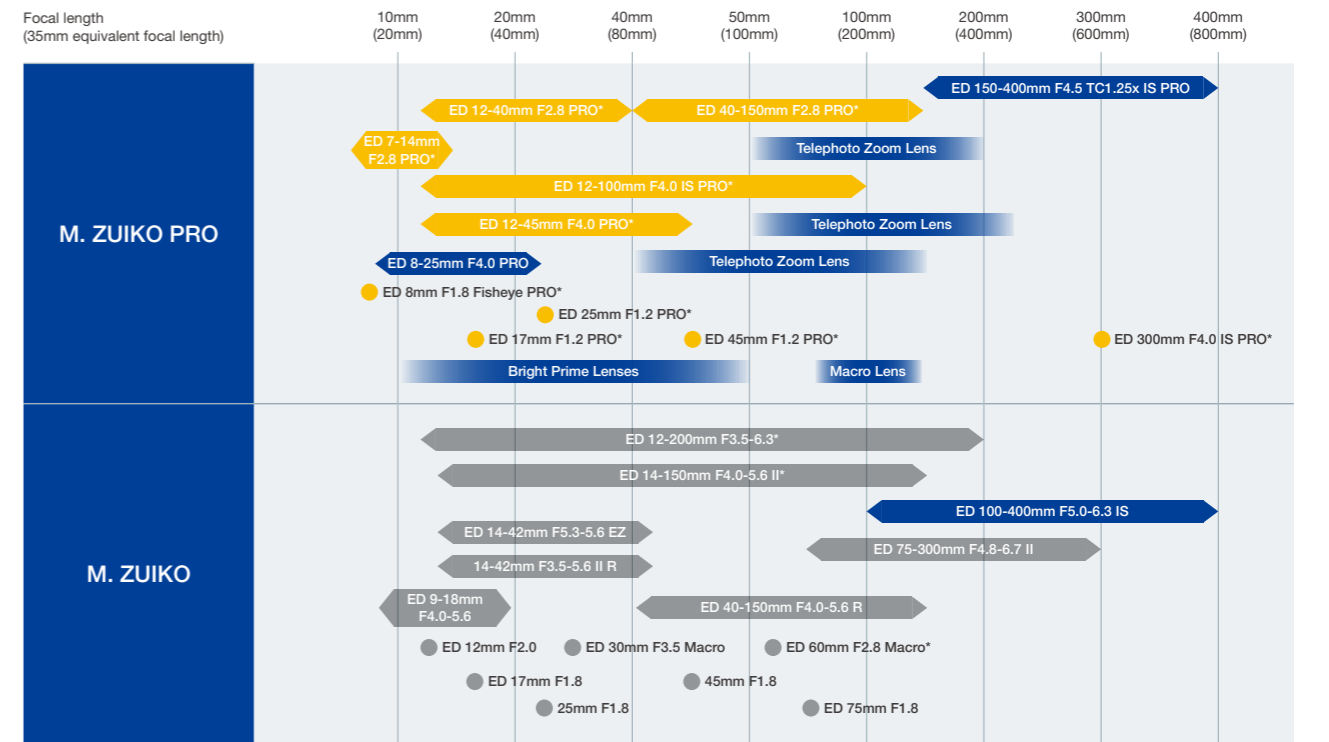 Focal length
(35mm equivalent focal length)
10mm
(20mm)
20mm
(40mm)
40mm
(80mm)
50mm
(100mm)
100mm
(200mm)
200mm
(400mm)
300mm
(600mm)
400mm
(800mm)
M. ZUIKO PRO
ED 150-400mm F4.5 TC1.25x IS PRO
ED 12-40mm F2.8 PRO*
ED 40-150mm F2.8 PRO*
ED 7-14mm
F2.8 PRO*
Telephoto Zoom Lens
ED 12-100mm F4.0 IS PRO*
ED 12-45mm F4.0 PRO*
Telephoto Zoom Lens
ED 8-25mm F4.0 PRO
Telephoto Zoom Lens
ED 8mm F1.8 Fisheye PRO*
ED 25mm F1.2 PRO*
ED 17mm F1.2 PRO*
ED 45mm F1.2 PRO*
ED 300mm F4.0 IS PRO*
Bright Prime Lenses
Macro Lens
M. ZUIKO
ED 12-200mm F3.5-6.3*
ED 14-150mm F4.0-5.6 II*
ED 100-400mm F5.0-6.3 IS
ED 14-42mm F5.3-5.6 EZ
ED 75-300mm F4.8-6.7 II
14-42mm F3.5-5.6 II R
ED 9-18mm
F4.0-5.6
ED 40-150mm F4.0-5.6 R
ED 12mm F2.0
ED 30mm F3.5 Macro
ED 60mm F2.8 Macro*
ED 17mm F1.8
45mm F1.8
25mm F1.8
ED 75mm F1.8